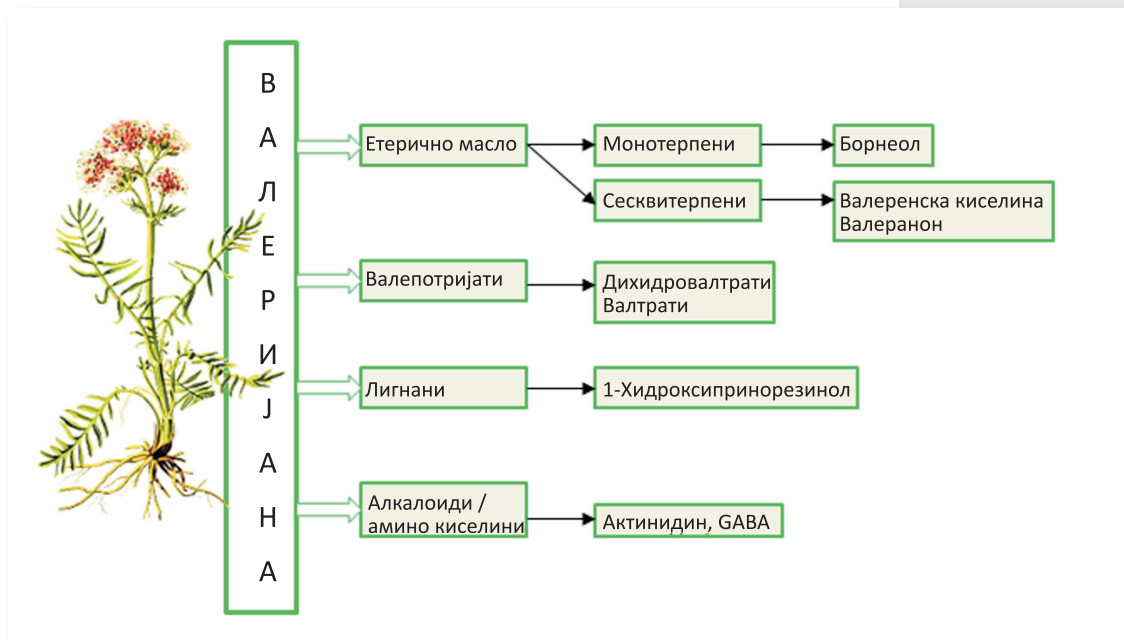 ВАЛЕРИЈАНА
Етерично масло
Монотерпени
Борнеол
Сесквитерпени
Валеренска киселина
Валеранон
Валепотријати
Дихидровалтрати
Валтрати
Лигнани
1-Хидроксипринорезинол
Алкалоиди /
амино киселини
Актинидин, GABA